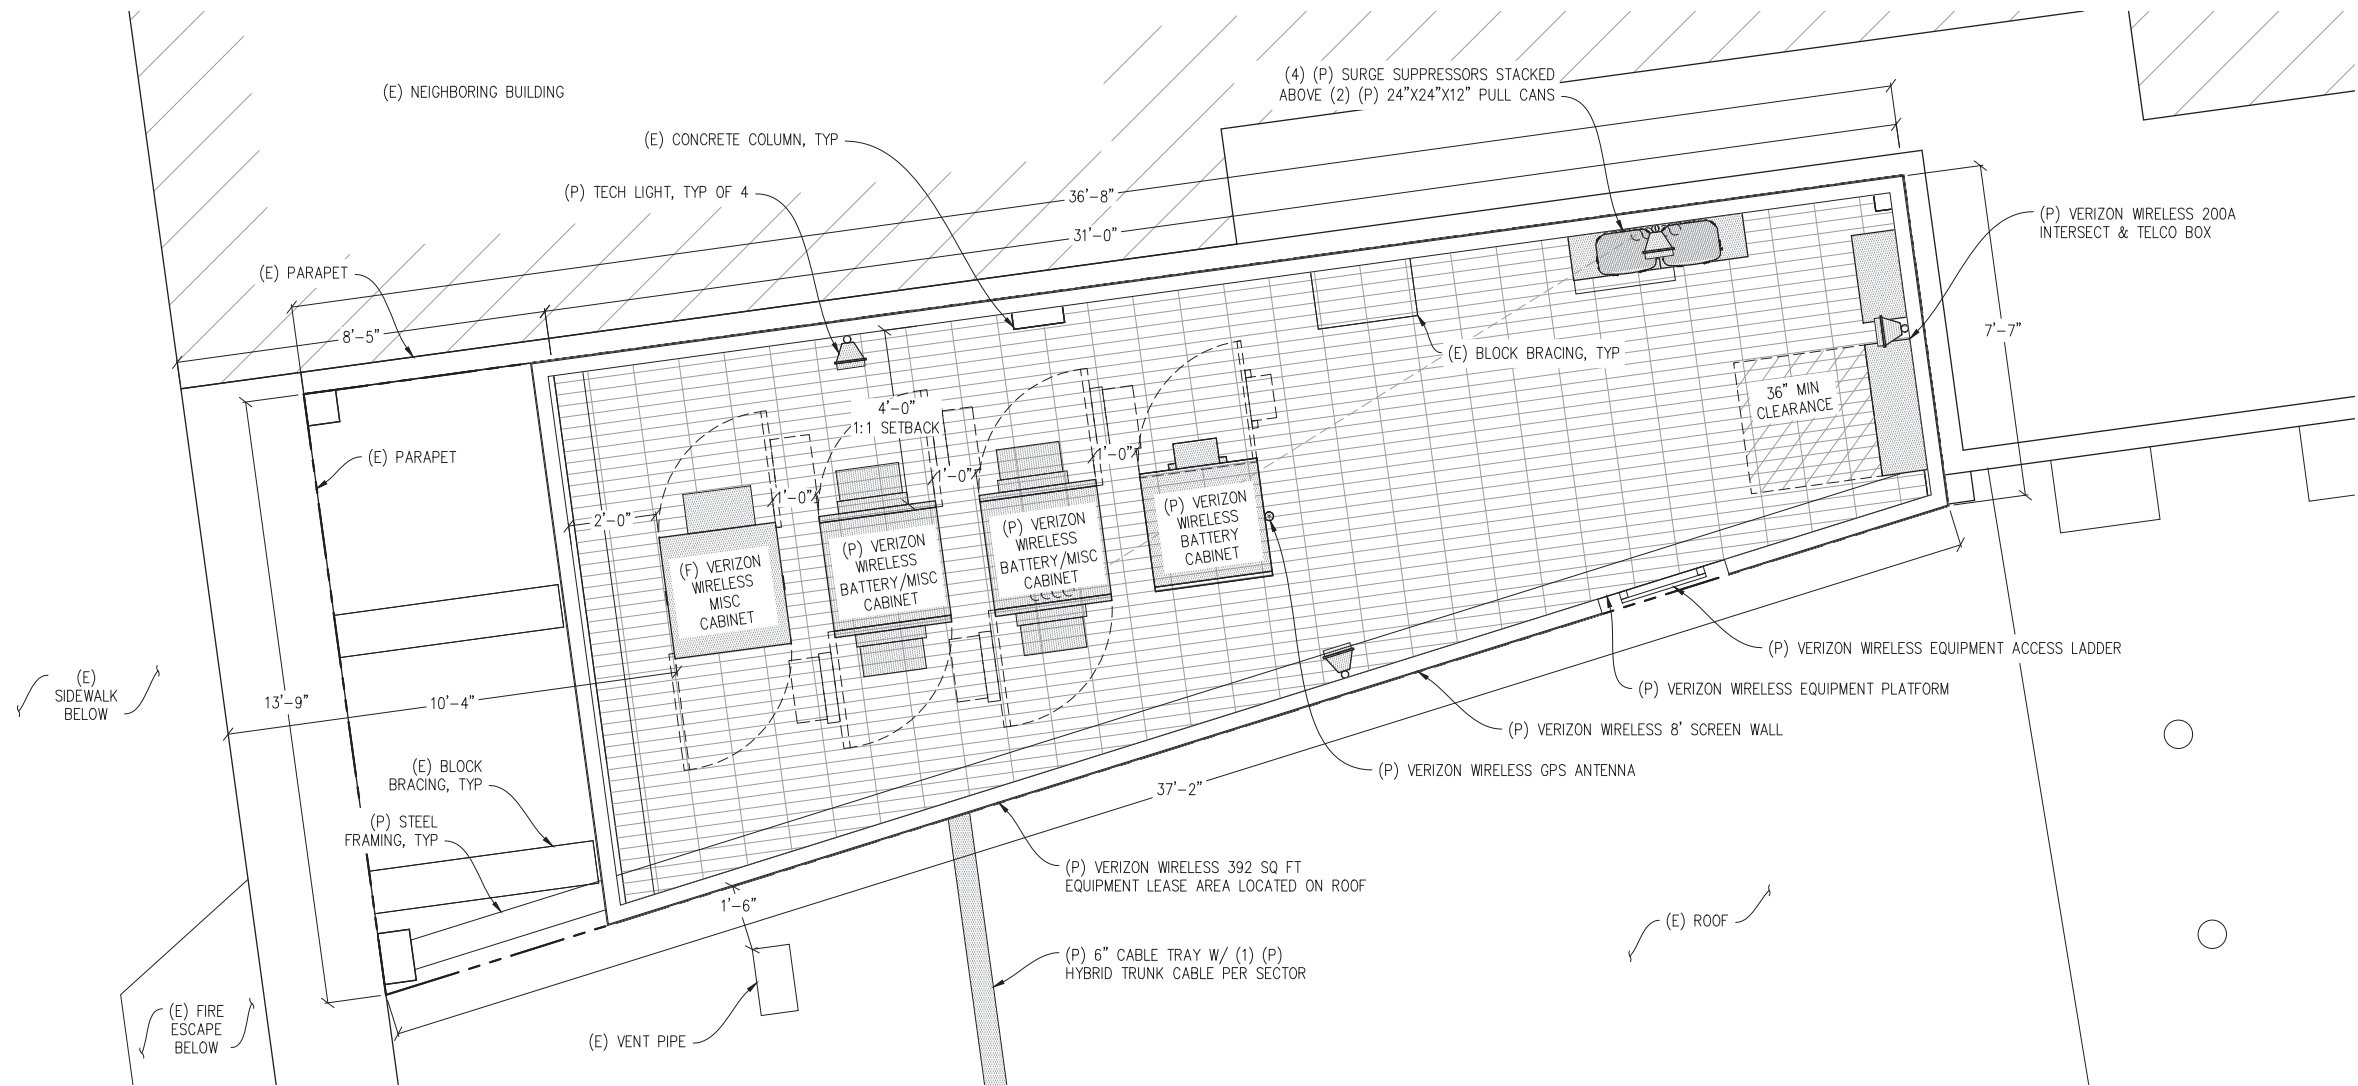 (E) NEIGHBORING BUILDING
(4) (P) SURGE SUPPRESSORS STACKED
ABOVE (2) (P) 24"X24"X12" PULL CANS
(E) CONCRETE COLUMN, TYP
(P) TECH LIGHT, TYP OF 4
36'-8"
31'-0"
(P) VERIZON WIRELESS 200A
INTERSECT & TELCO BOX
(E) PARAPET
8'-5"
7'-7"
(E) BLOCK BRACING, TYP
36" MIN
CLEARANCE
4'-0"
1:1 SETBACK
(E) PARAPET
1'-0"
1'-0"
1'-0"
2'-0"
(F) VERIZON
WIRELESS
MISC
CABINET
(P) VERIZON
WIRELESS
BATTERY/MISC
CABINET
(P) VERIZON
WIRELESS
BATTERY/MISC
CABINET
(P) VERIZON
WIRELESS
BATTERY
CABINET
(P) VERIZON WIRELESS EQUIPMENT ACCESS LADDER
(P) VERIZON WIRELESS EQUIPMENT PLATFORM
(P) VERIZON WIRELESS 8' SCREEN WALL
(P) VERIZON WIRELESS GPS ANTENNA
(E)
SIDEWALK
BELOW
13'-9"
10'-4"
37'-2"
(E) BLOCK
BRACING, TYP
(P) STEEL
FRAMING, TYP
(P) VERIZON WIRELESS 392 SQ FT
EQUIPMENT LEASE AREA LOCATED ON ROOF
1'-6"
(E) ROOF
(P) 6" CABLE TRAY W/ (1) (P)
HYBRID TRUNK CABLE PER SECTOR
(E) FIRE
ESCAPE
BELOW
(E) VENT PIPE